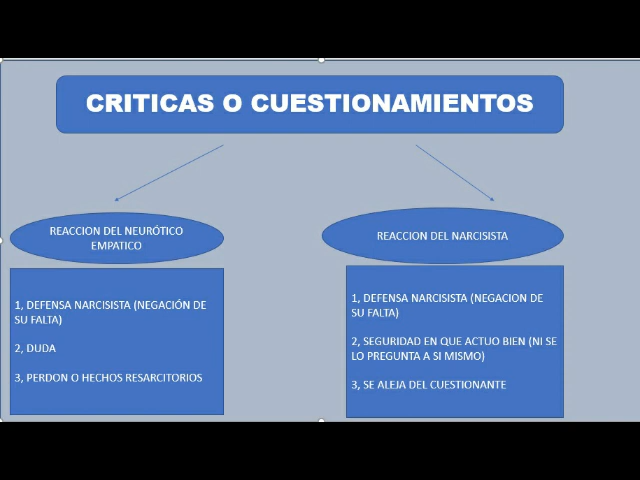 CRITICAS O CUESTIONAMIENTOS
REACCION DEL NEURÓTICO
EMPATICO
1, DEFENSA NARCISISTA (NEGACIÓN DE
SU FALTA)
2, DUDA
3, PERDON O HECHOS RESARCITORIOS
REACCION DEL NARCISISTA
1, DEFENSA NARCISISTA (NEGACION DE
SU FALTA)
2, SEGURIDAD EN QUE ACTUO BIEN (NI SE
LO PREGUNTA A SI MISMO)
3, SE ALEJA DEL CUESTIONANTE